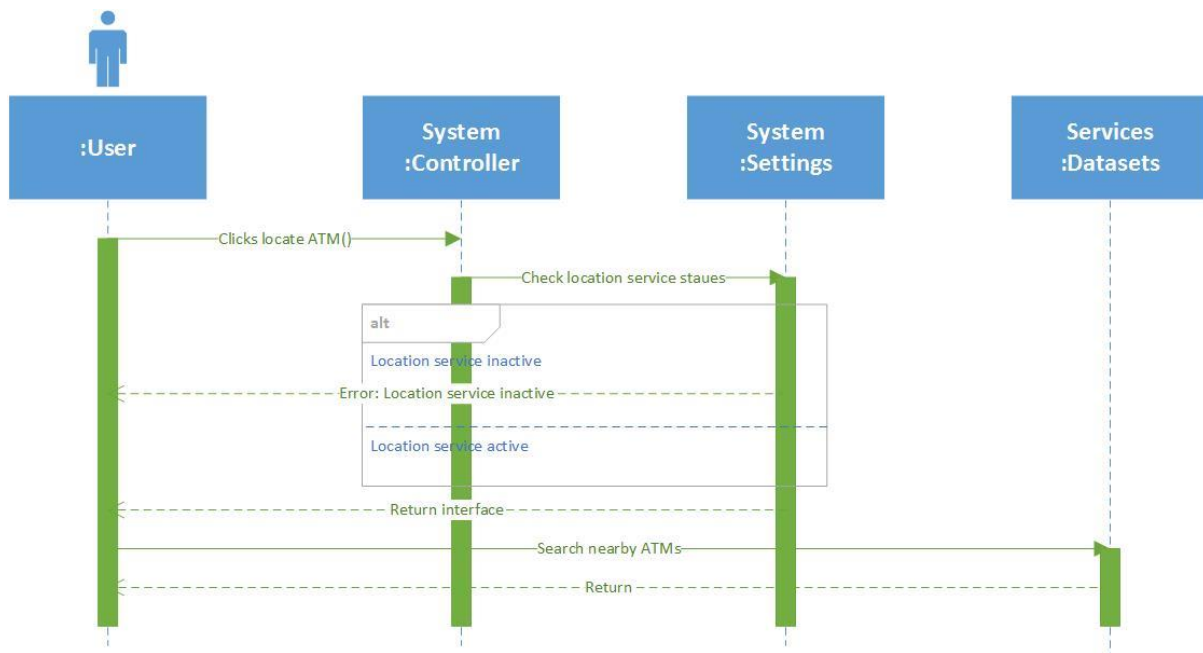 :User
System
:Controller
System
:Settings
Services
:Datasets
Clicks locate ATM()
Check location service staues
alt
Location service inactive
Error: Location service inactive
Location service active
Return interface
Search nearby ATMs
Return